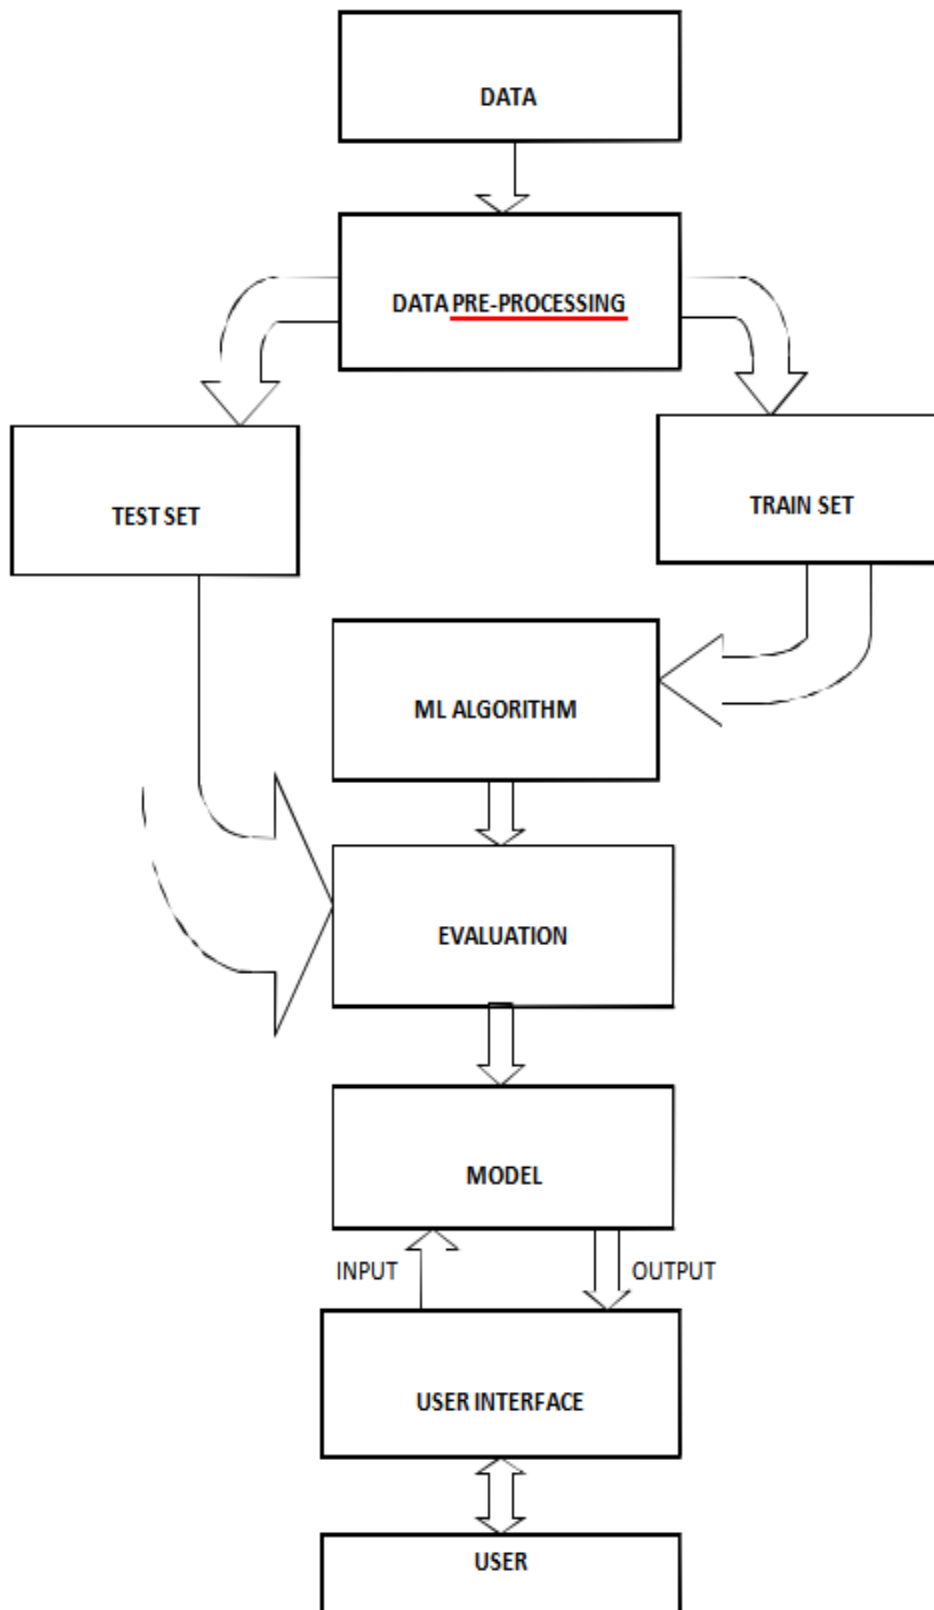 DATA
DATA PRE-PROCESSING
TEST SET
TRAIN SET
ML ALGORITHM
EVALUATION
MODEL
INPUT
OUTPUT
USER INTERFACE
USER